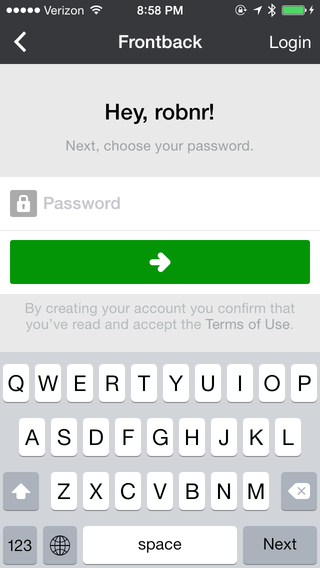 Verizon 8:58 PM
Frontback Login
Hey, robnr!
Next, choose your password.
Password
By creating your account you confirm that
you've read and accept the Terms of Use.
Q W E R T Y U I O P
A S D F G H J K L
Z X C V B N M
123 space Next